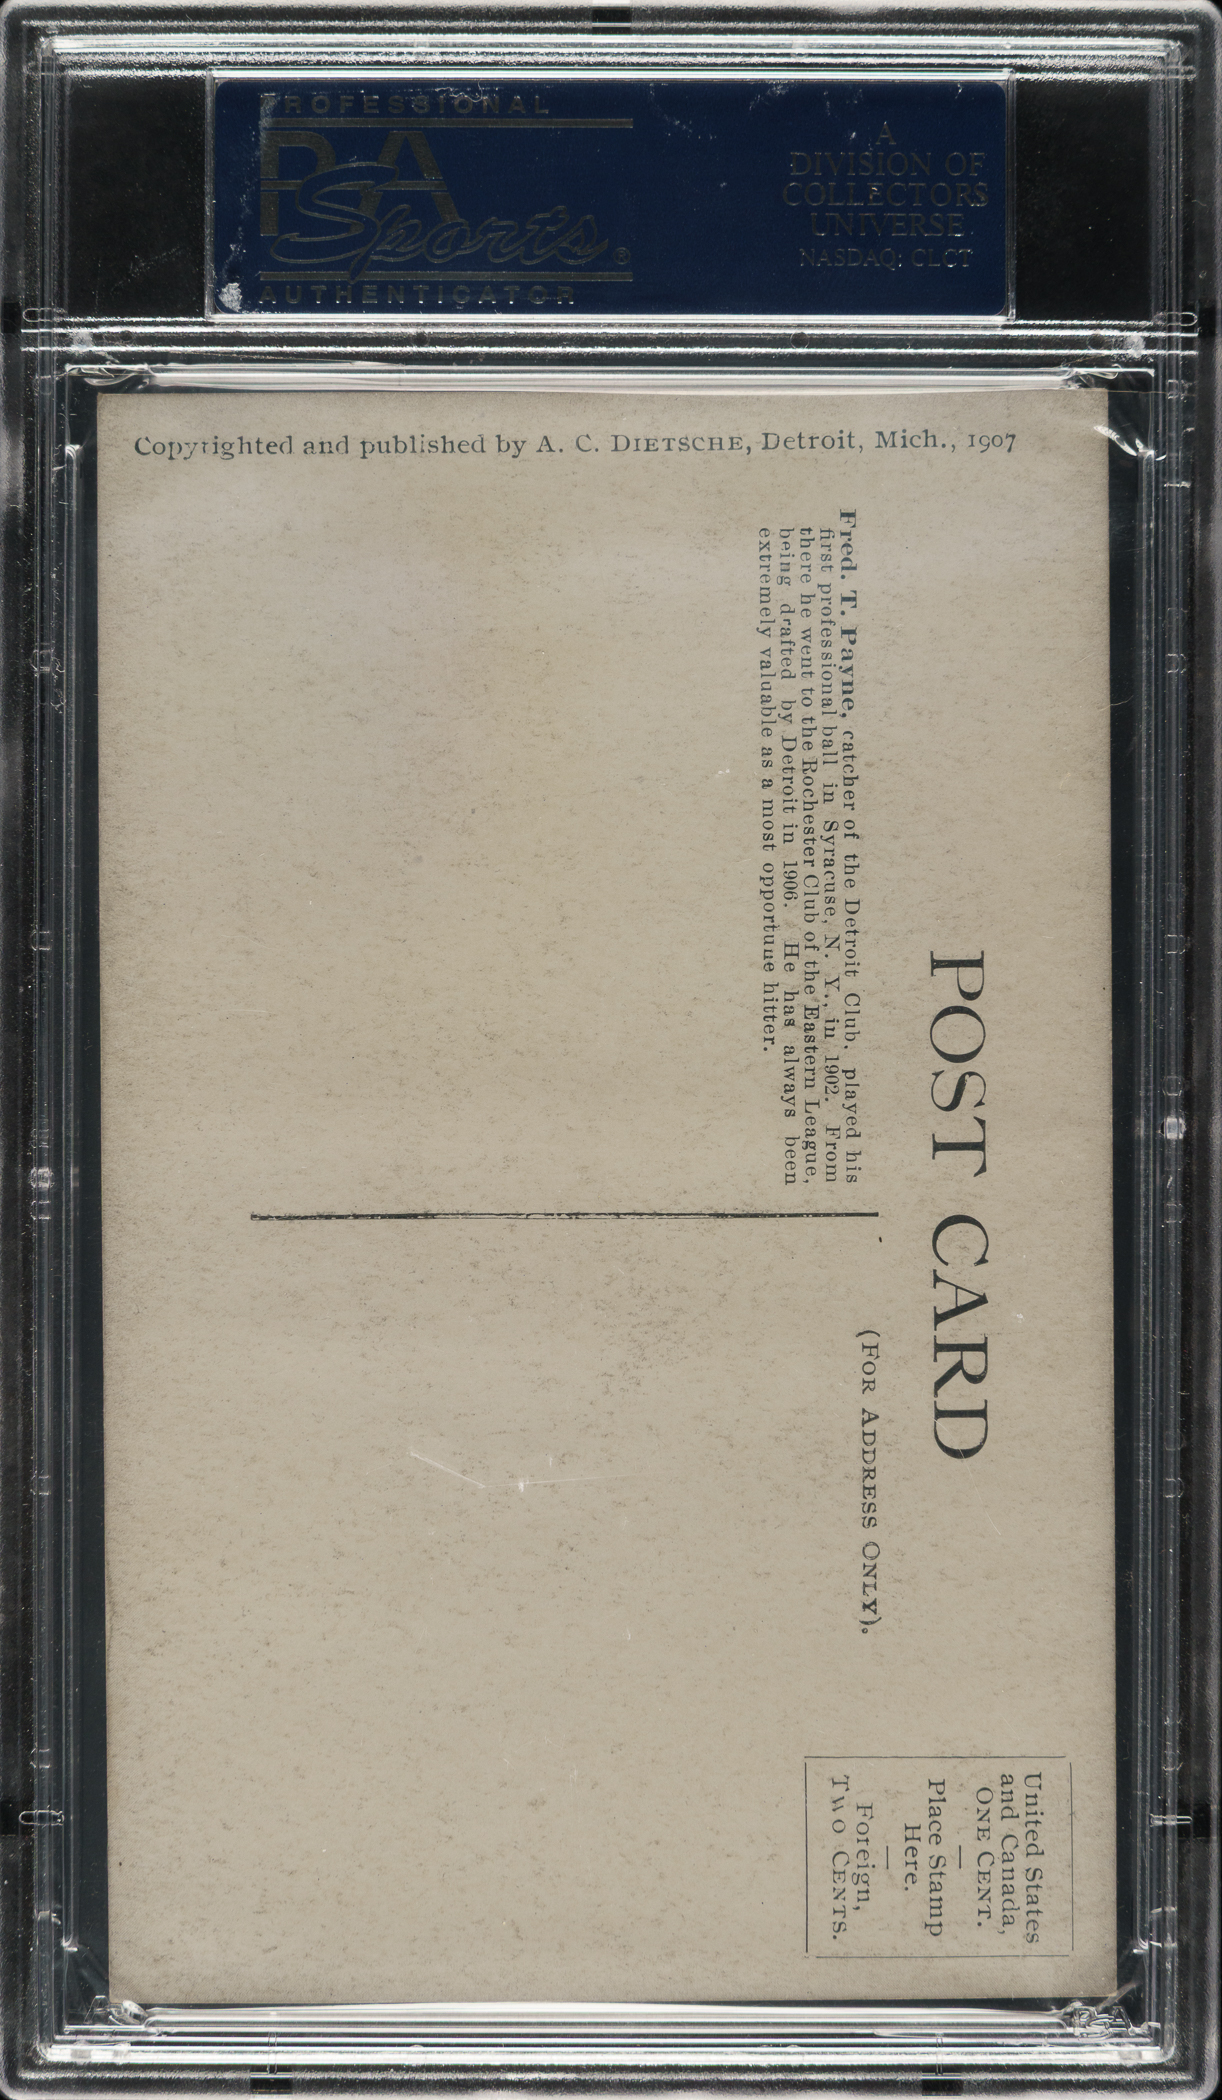 PROFESSIONAL
PSA
Sports®
AUTHENTICATOR
A
DIVISION OF
COLLECTORS
UNIVERSE
NASDAQ: CLCT
Copyrighted and published by A. C. DIETSCHE, Detroit, Mich., 1907
POST CARD
Fred. T. Payne, catcher of the Detroit Club, played his
first professional ball in Syracuse, N. Y., in 1902. From
there he went to the Rochester Club of the Eastern League,
being drafted by Detroit in 1906. He has always been
extremely valuable as a most opportune hitter.
(FOR ADDRESS ONLY).
United States
and Canada,
ONE CENT.
Place Stamp
Here.
Foreign,
TWO CENTS.
PSA